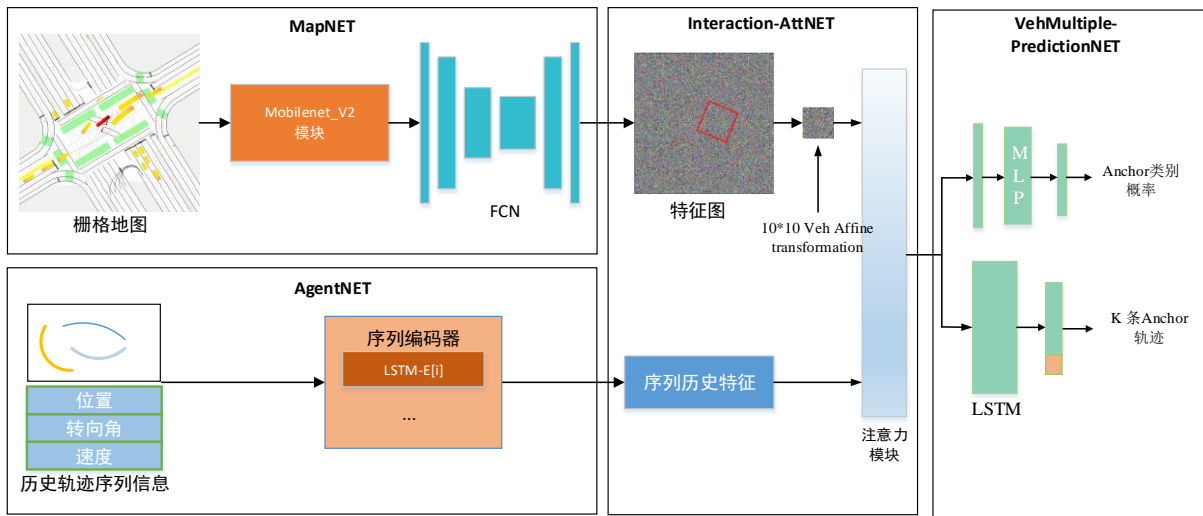 MapNET
Mobilenet_V2
模块
FCN
栅格地图
AgentNET
位置
转向角
速度
历史轨迹序列信息
序列编码器
LSTM-E[i]
...
Interaction-AttNET
特征图
10*10 Veh Affine
transformation
序列历史特征
注意力
模块
VehMultiple-
PredictionNET
M
L
P
Anchor类别
概率
LSTM
K 条Anchor
轨迹